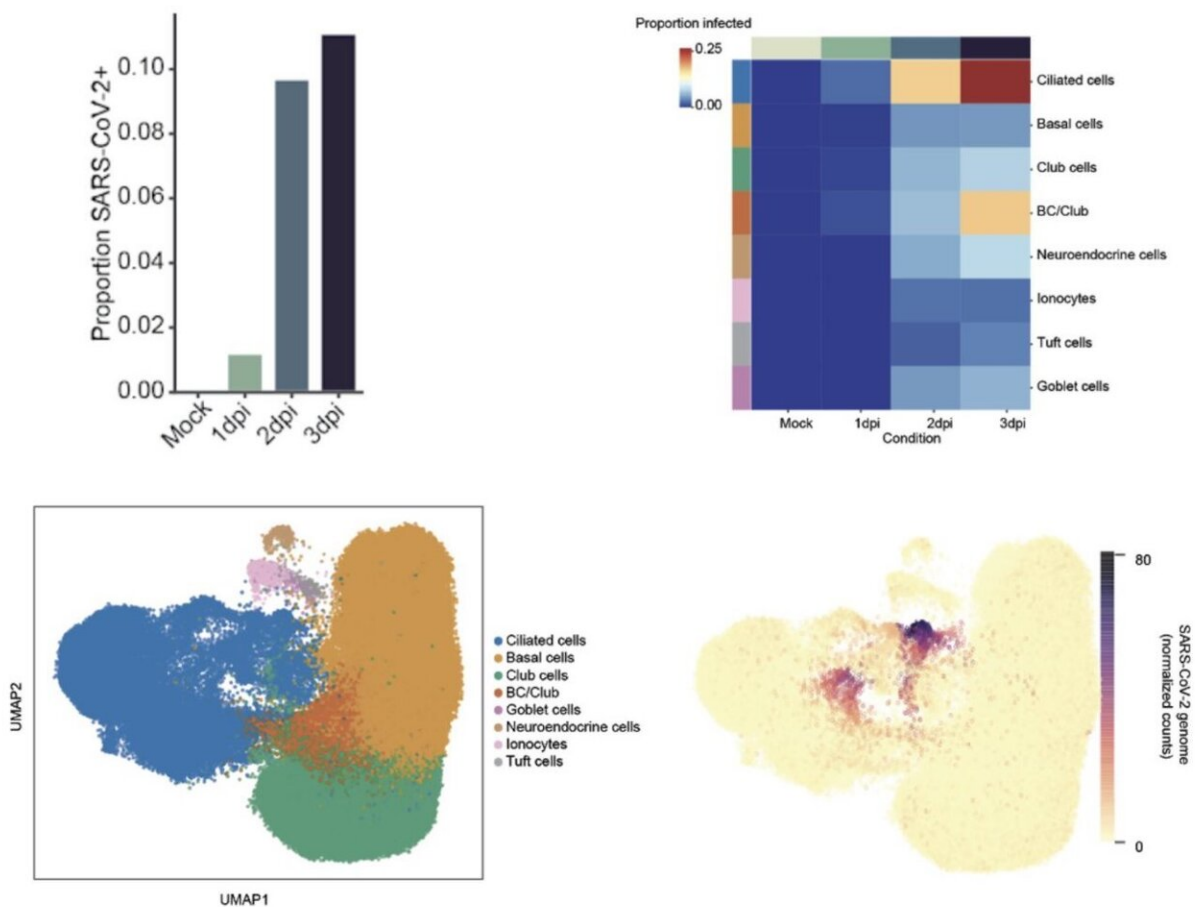 Proportion SARS-CoV-2+
0.10
0.08
0.06
0.04
0.02
0.00
Mock
1dpi
2dpi
3dpi
Proportion infected
0.25
0.00
Ciliated cells
Basal cells
Club cells
BC/Club
Neuroendocrine cells
Ionocytes
Tuft cells
Goblet cells
Mock 1dpi 2dpi 3dpi
Condition
UMAP2
UMAP1
Ciliated cells
Basal cells
Club cells
BC/Club
Goblet cells
Neuroendocrine cells
Ionocytes
Tuft cells
80
0
SARS-CoV-2 genome
(normalized counts)